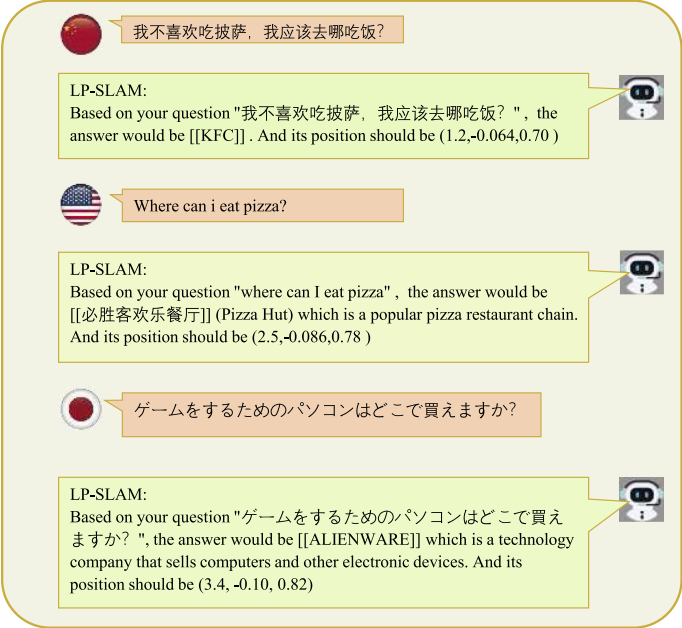 我不喜欢吃披萨，我应该去哪吃饭？
LP-SLAM:
Based on your question "我不喜欢吃披萨，我应该去哪吃饭？", the
answer would be [[KFC]] . And its position should be (1.2,-0.064,0.70 )
Where can i eat pizza?
LP-SLAM:
Based on your question "where can I eat pizza" , the answer would be
[[必胜客欢乐餐厅]] (Pizza Hut) which is a popular pizza restaurant chain.
And its position should be (2.5,-0.086,0.78 )
ゲームをするためのパソコンはどこで買えますか？
LP-SLAM:
Based on your question "ゲームをするためのパソコンはどこで買え
ますか？", the answer would be [[ALIENWARE]] which is a technology
company that sells computers and other electronic devices. And its
position should be (3.4, -0.10, 0.82)